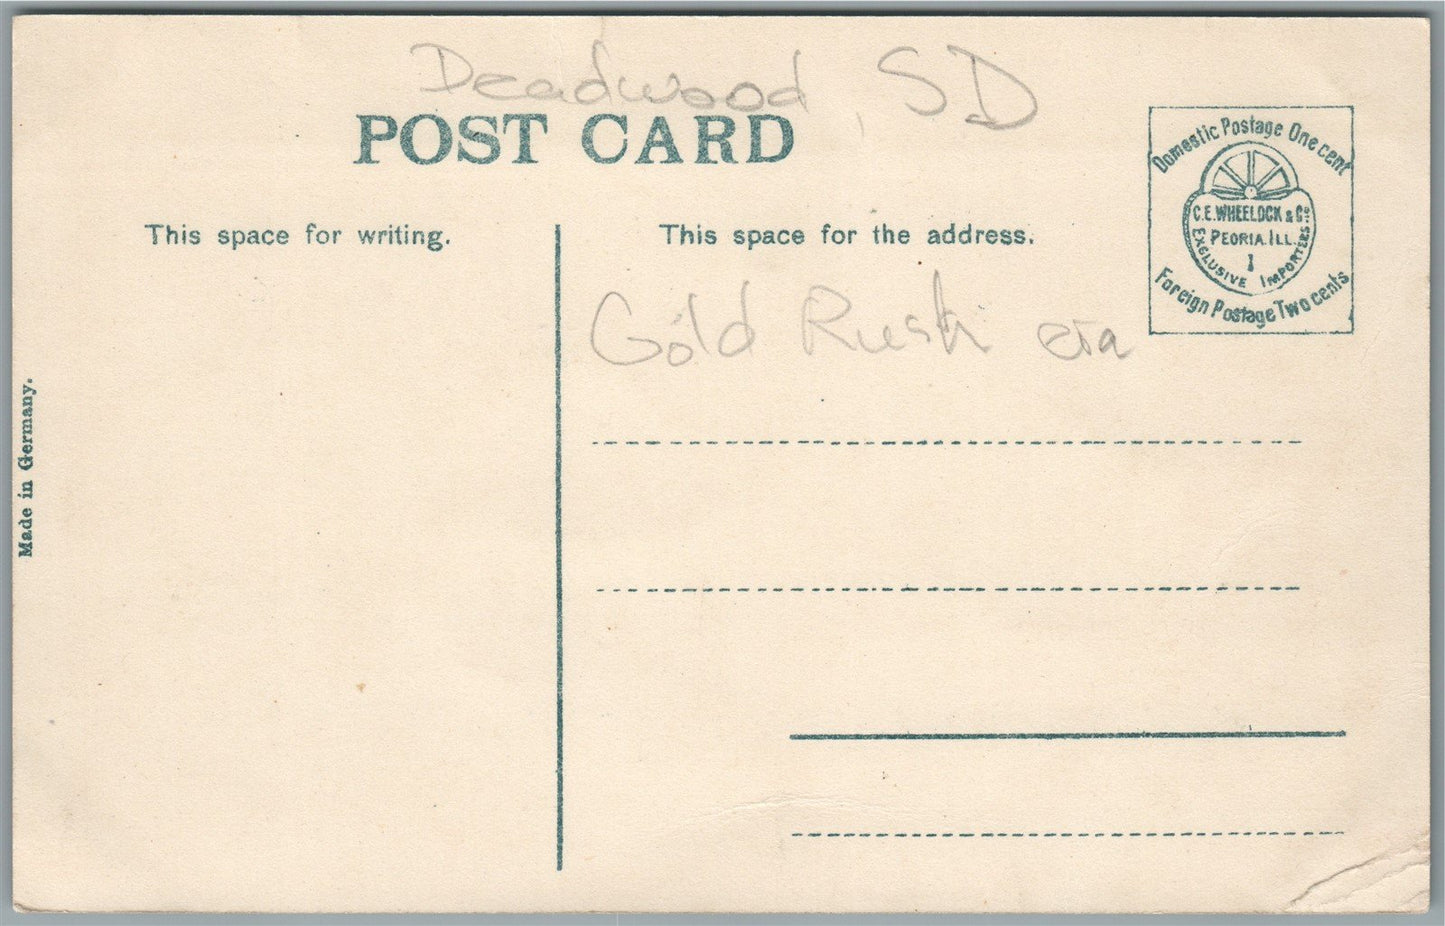 Deadwood, SD
POST CARD
This space for writing.
This space for the address.
Domestic Postage One cent
C.E. WHEELOCK & Co.
PEORIA. ILL.
1
EXCLUSIVE IMPORTERS
Foreign Postage Two cents
Gold Rush era
Made in Germany.